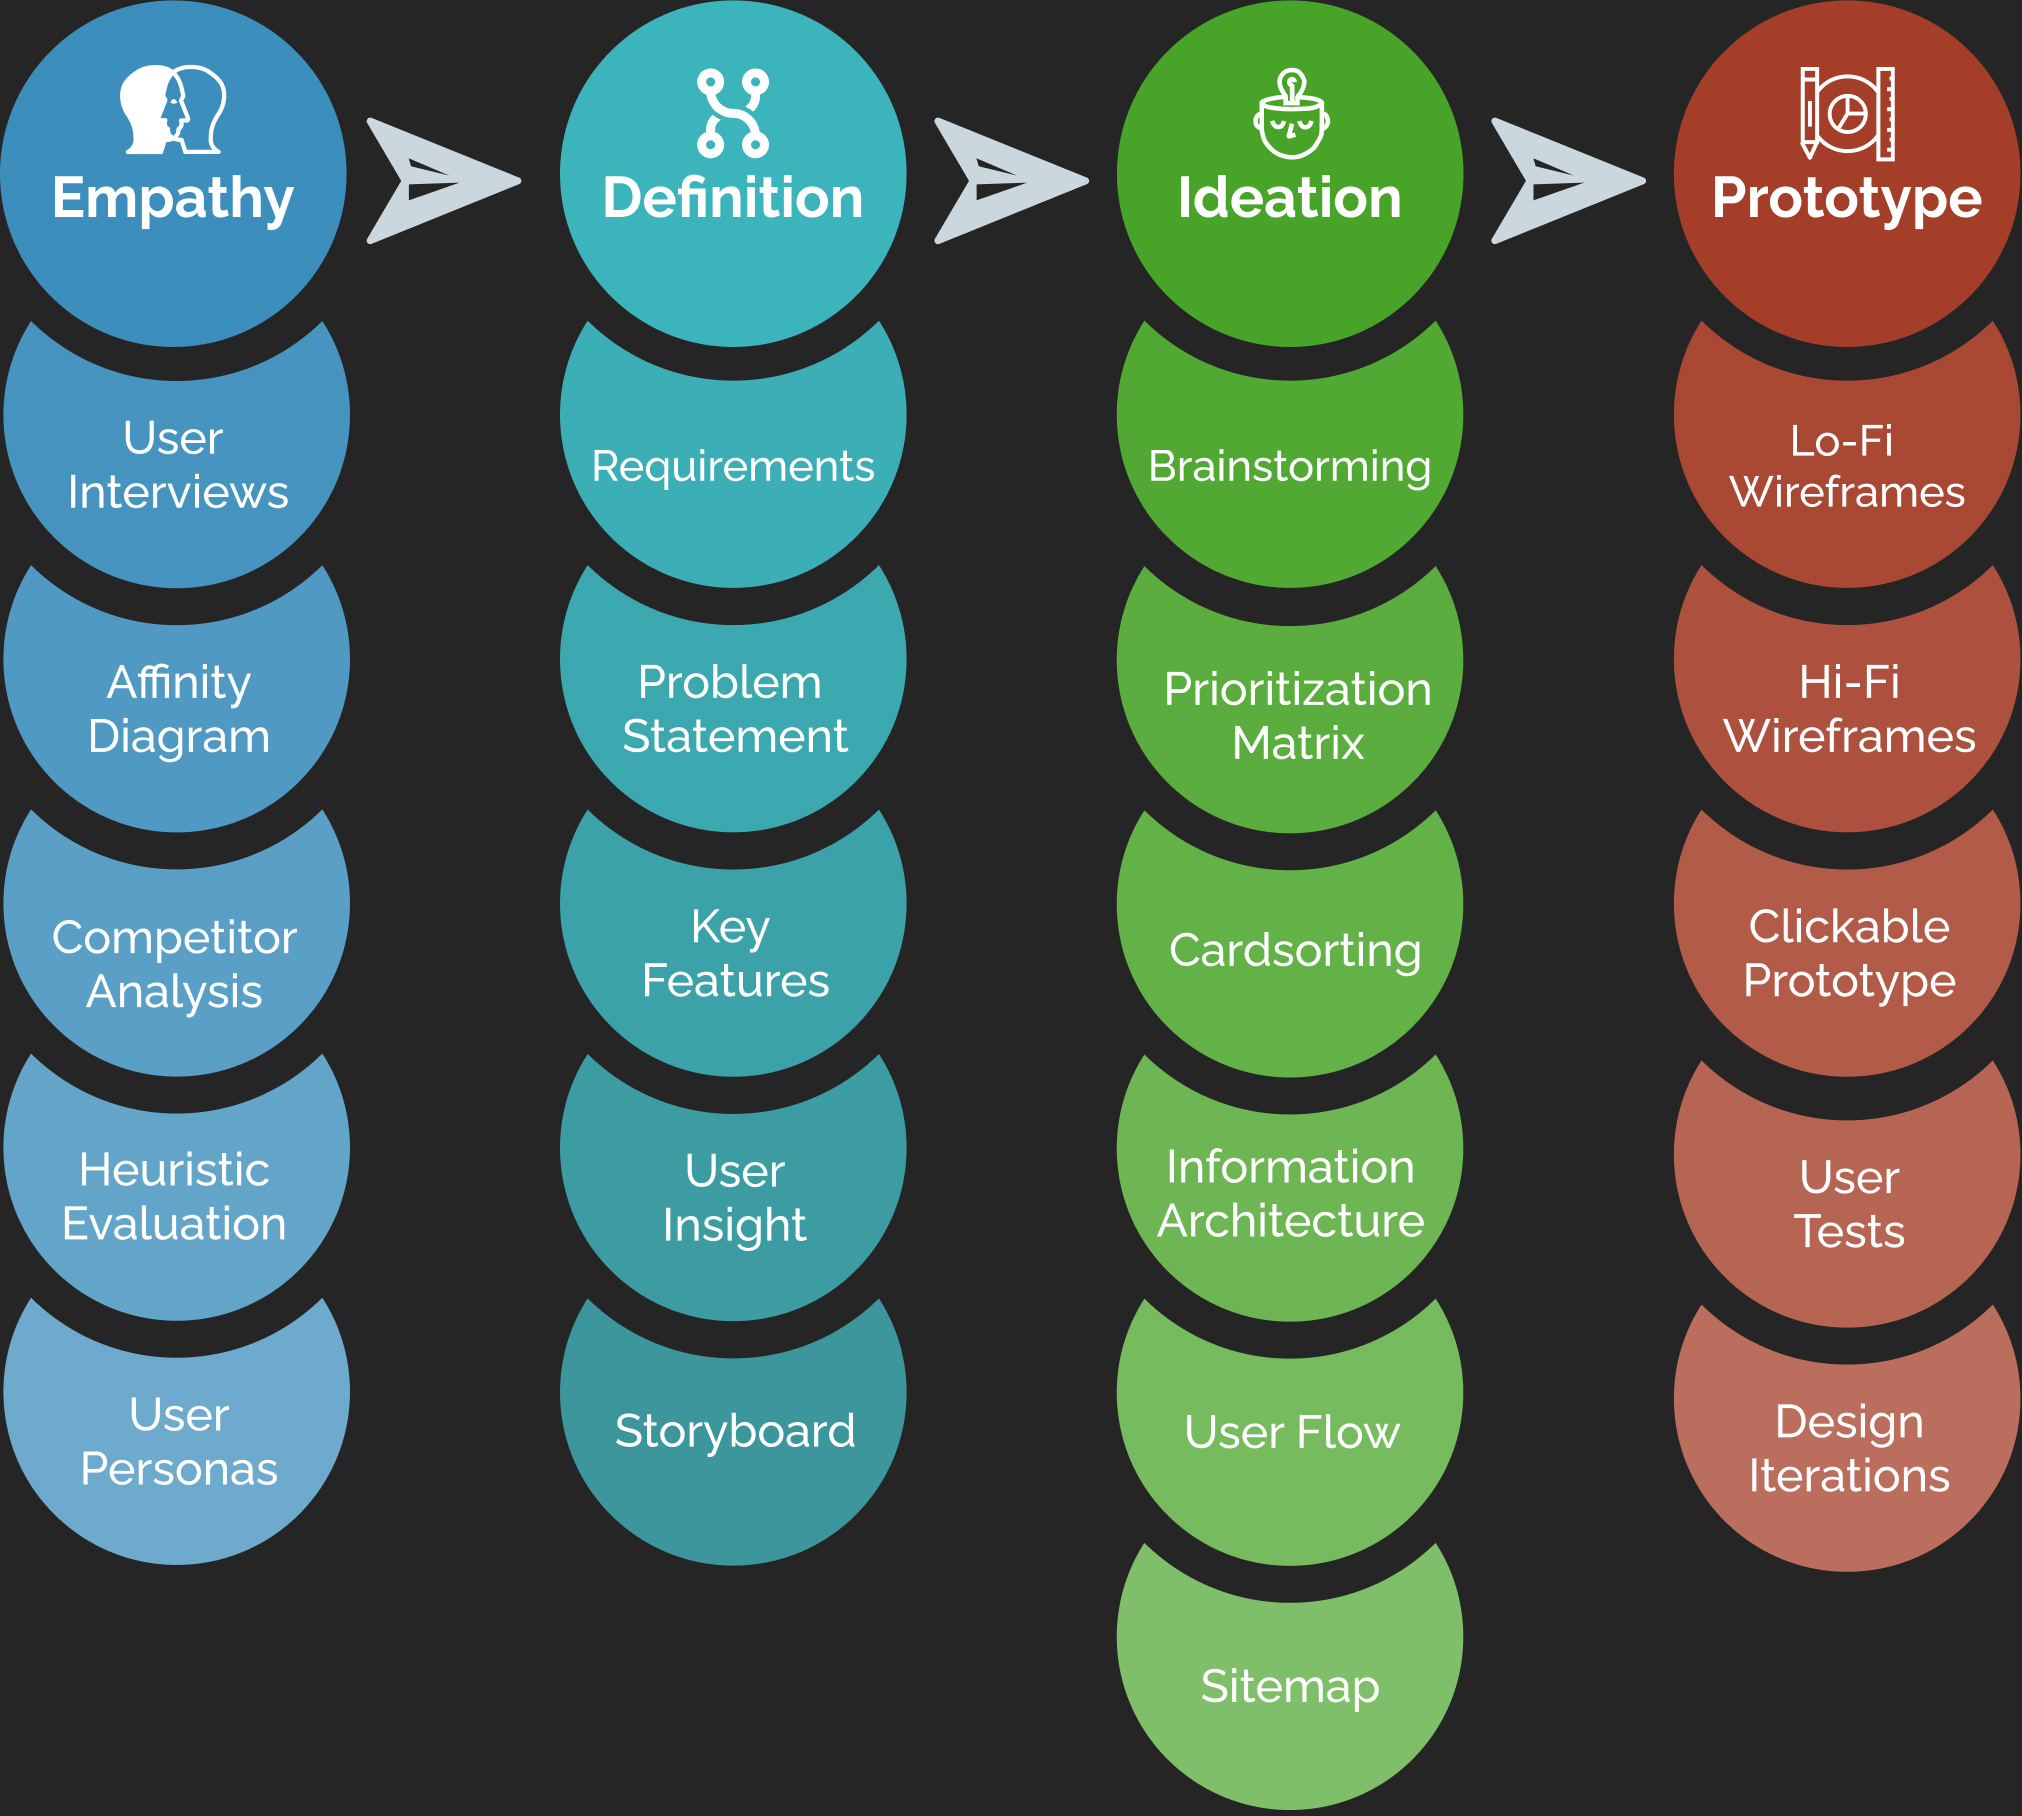 Empathy
User
Interviews
Affinity
Diagram
Competitor
Analysis
Heuristic
Evaluation
User
Personas
Definition
Requirements
Problem
Statement
Key
Features
User
Insight
Storyboard
Ideation
Brainstorming
Prioritization
Matrix
Cardsorting
Information
Architecture
User Flow
Sitemap
Prototype
Lo-Fi
Wireframes
Hi-Fi
Wireframes
Clickable
Prototype
User
Tests
Design
Iterations